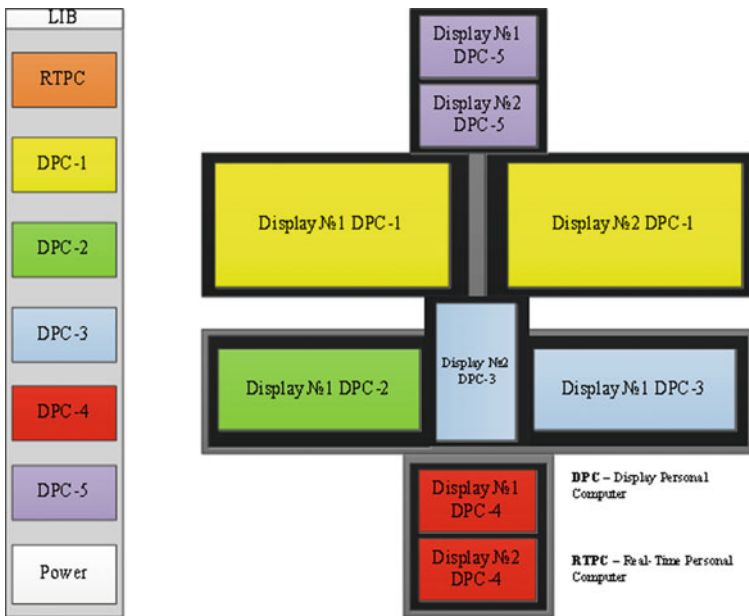 LIB
RTPC
DPC-1
DPC-2
DPC-3
DPC-4
DPC-5
Power
Display №1
DPC-5
Display №2
DPC-5
Display №1 DPC-1
Display №2 DPC-1
Display №1 DPC-2
Display №2
DPC-3
Display №1 DPC-3
Display №1
DPC-4
Display №2
DPC-4
DPC – Display Personal
Computer
RTPC – Real- Time Personal
Computer